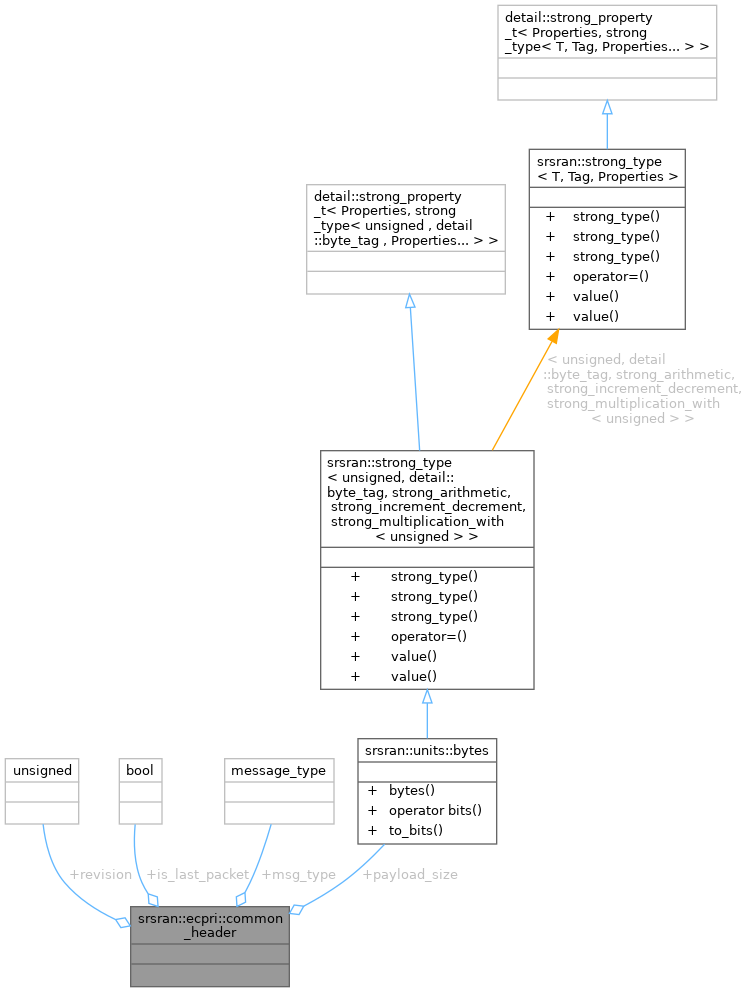 detail::strong_property
_t< Properties, strong
_type< T, Tag, Properties... > >
srsran::strong_type
< T, Tag, Properties >
+ strong_type()
+ strong_type()
+ strong_type()
+ operator=()
+ value()
+ value()
detail::strong_property
_t< Properties, strong
_type< unsigned , detail
::byte_tag , Properties... > >
< unsigned, detail
::byte_tag, strong_arithmetic,
strong_increment_decrement,
strong_multiplication_with
< unsigned > >
srsran::strong_type
< unsigned, detail::
byte_tag, strong_arithmetic,
strong_increment_decrement,
strong_multiplication_with
< unsigned > >
+ strong_type()
+ strong_type()
+ strong_type()
+ operator=()
+ value()
+ value()
unsigned
bool
message_type
srsran::units::bytes
+ bytes()
+ operator bits()
+ to_bits()
+revision
+is_last_packet
+msg_type
+payload_size
srsran::ecpri::common
_header